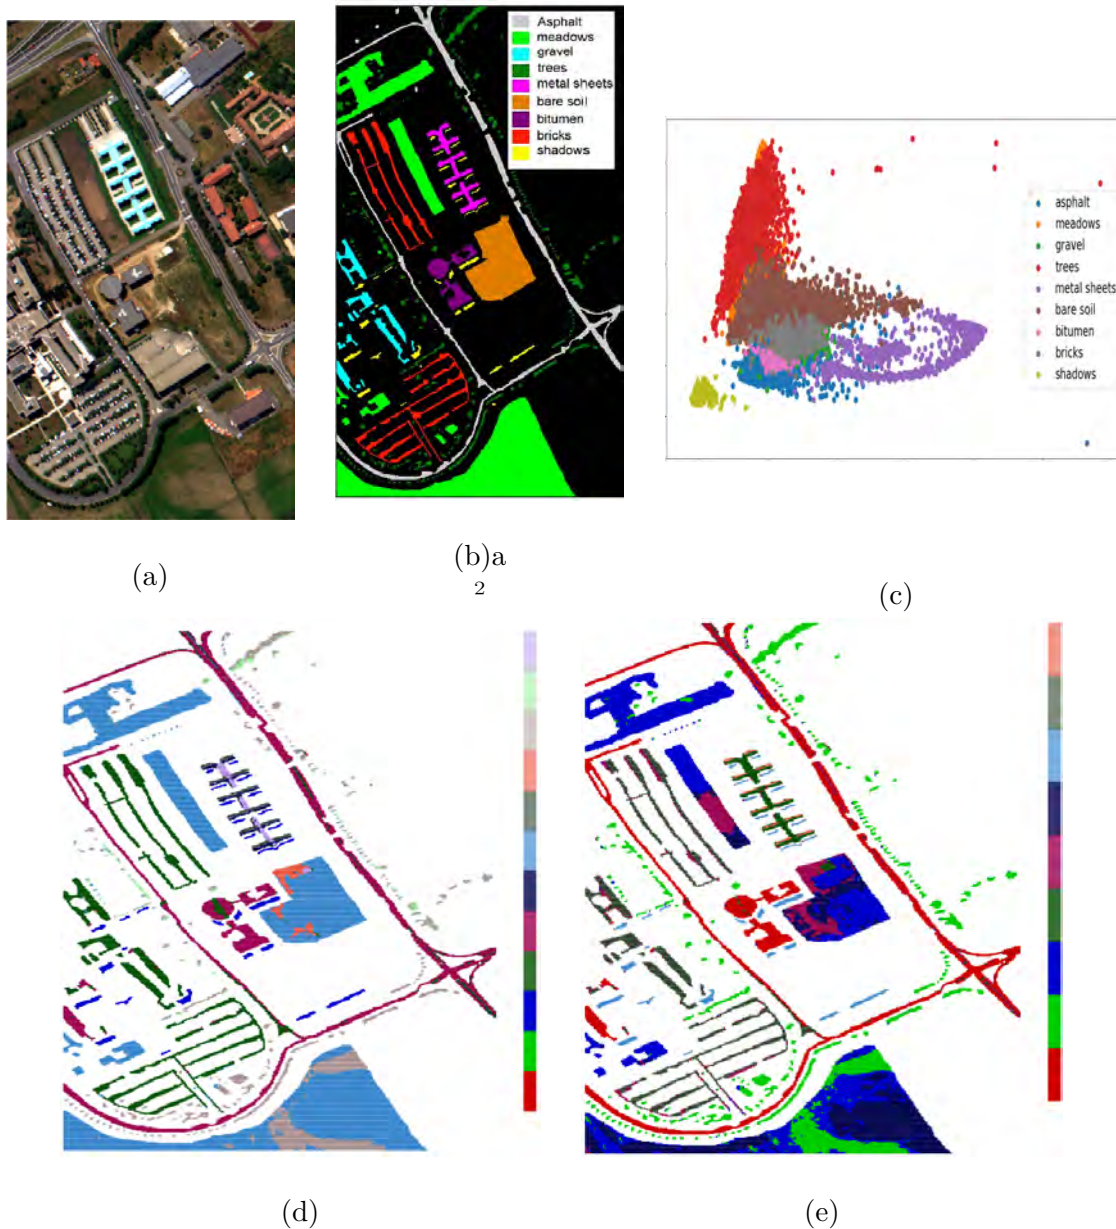 Asphalt
meadows
gravel
trees
metal sheets
bare soil
bitumen
bricks
shadows
asphalt
meadows
gravel
trees
metal sheets
bare soil
bitumen
bricks
shadows
(a)
(b)a
2
(c)
(d)
(e)